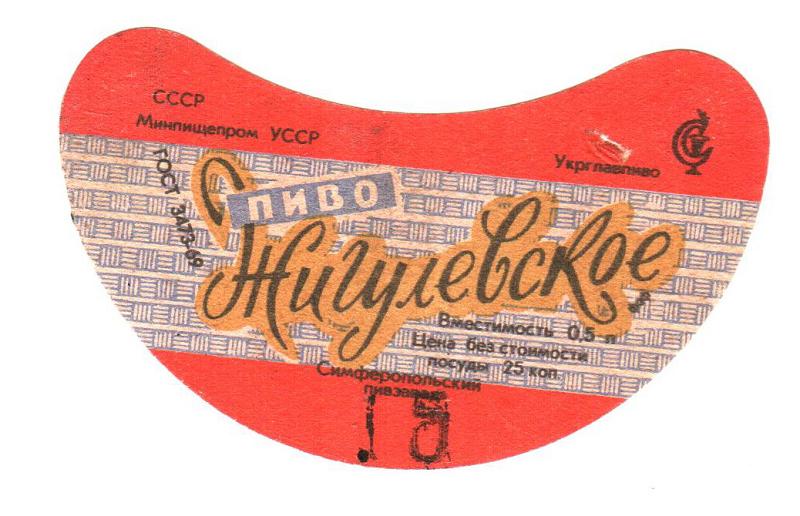 СССР
Минпищепром УССР
Укрглавпиво
ГОСТ 3473-69
ПИВО
Жигулевское
Вместимость 0,5 л
Цена без стоимости
посуды 25 коп
Симферопольский
пивзавод
15